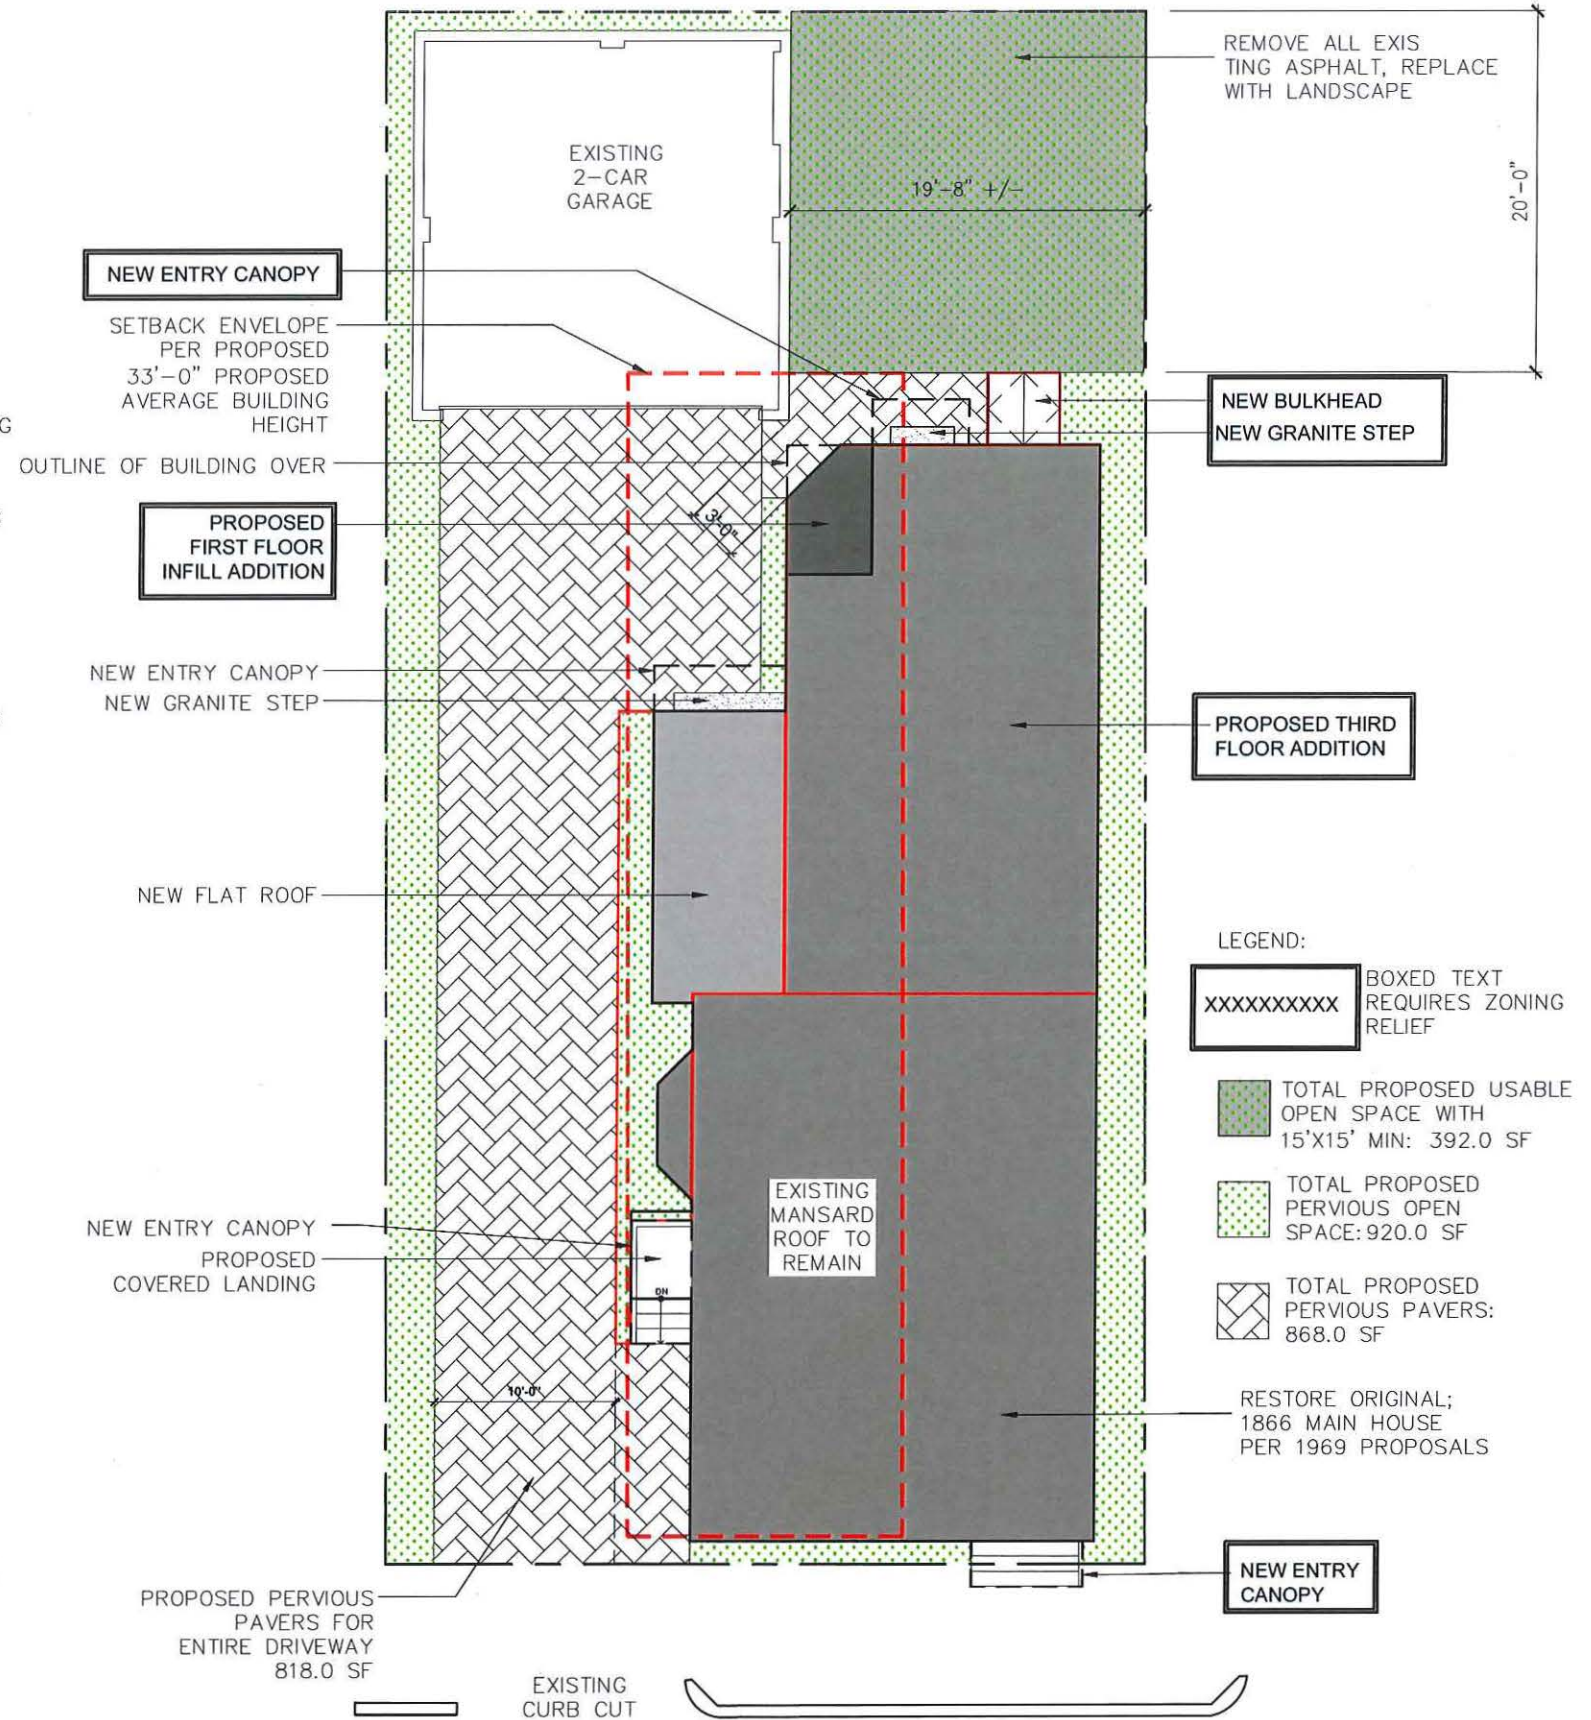 REMOVE ALL EXIS
TING ASPHALT, REPLACE
WITH LANDSCAPE
EXISTING
2-CAR
GARAGE
19'-8" +/-
20'-0"
NEW ENTRY CANOPY
SETBACK ENVELOPE
PER PROPOSED
33'-0" PROPOSED
AVERAGE BUILDING
HEIGHT
G
OUTLINE OF BUILDING OVER
NEW BULKHEAD
NEW GRANITE STEP
PROPOSED
FIRST FLOOR
INFILL ADDITION
3'-0"
NEW ENTRY CANOPY
NEW GRANITE STEP
PROPOSED THIRD
FLOOR ADDITION
NEW FLAT ROOF
LEGEND:
XXXXXXXXXX
BOXED TEXT
REQUIRES ZONING
RELIEF
TOTAL PROPOSED USABLE
OPEN SPACE WITH
15'X15' MIN: 392.0 SF
TOTAL PROPOSED
PERVIOUS OPEN
SPACE: 920.0 SF
TOTAL PROPOSED
PERVIOUS PAVERS:
868.0 SF
EXISTING
MANSARD
ROOF TO
REMAIN
NEW ENTRY CANOPY
PROPOSED
COVERED LANDING
DN
10'-0"
RESTORE ORIGINAL;
1866 MAIN HOUSE
PER 1969 PROPOSALS
NEW ENTRY
CANOPY
PROPOSED PERVIOUS
PAVERS FOR
ENTIRE DRIVEWAY
818.0 SF
EXISTING
CURB CUT